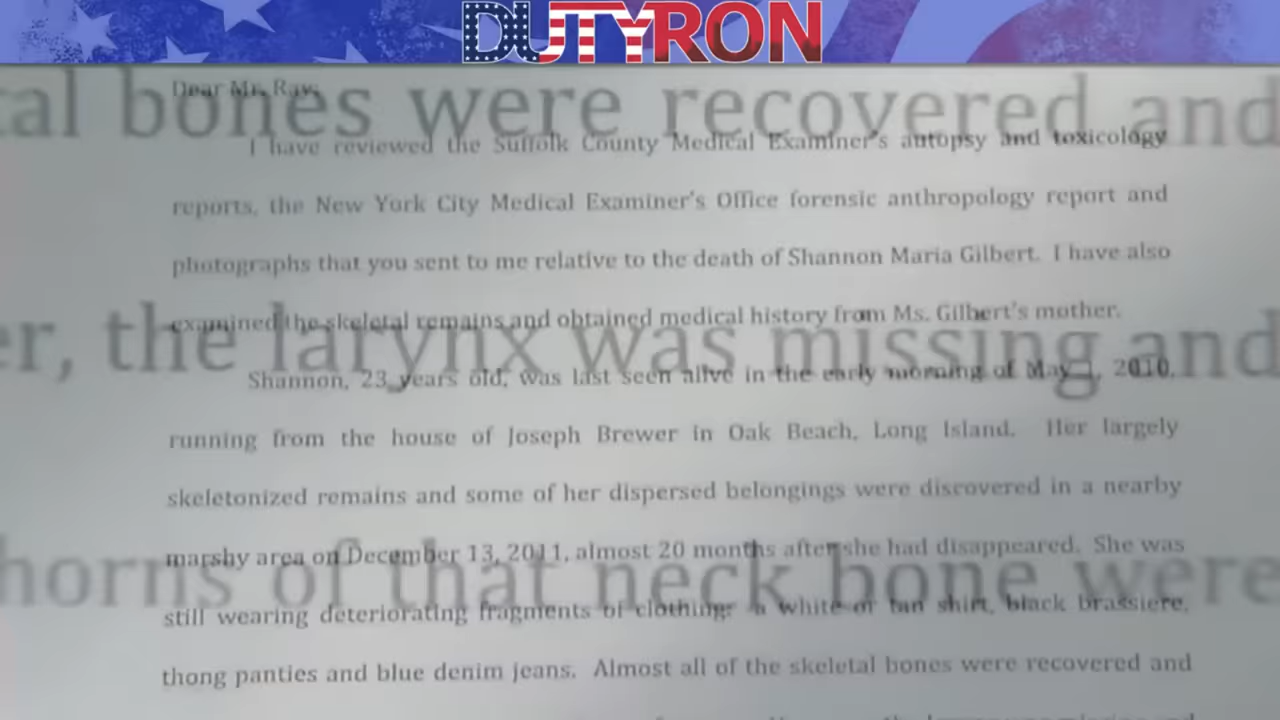 DUTYRON
tal bones were recovered and
Dear Mr. Ray,
I have reviewed the Suffolk County Medical Examiner's autopsy and toxicology
reports, the New York City Medical Examiner's Office forensic anthropology report and
photographs that you sent to me relative to the death of Shannon Maria Gilbert. I have also
examined the skeletal remains and obtained medical history from Ms. Gilbert's mother.
er, the larynx was missing and
Shannon, 23 years old, was last seen alive in the early morning of May 1, 2010,
running from the house of Joseph Brewer in Oak Beach, Long Island. Her largely
skeletonized remains and some of her dispersed belongings were discovered in a nearby
marshy area on December 13, 2011, almost 20 months after she had disappeared. She was
horns of that neck bone were
still wearing deteriorating fragments of clothing: a white or tan shirt, black brassiere,
thong panties and blue denim jeans. Almost all of the skeletal bones were recovered and